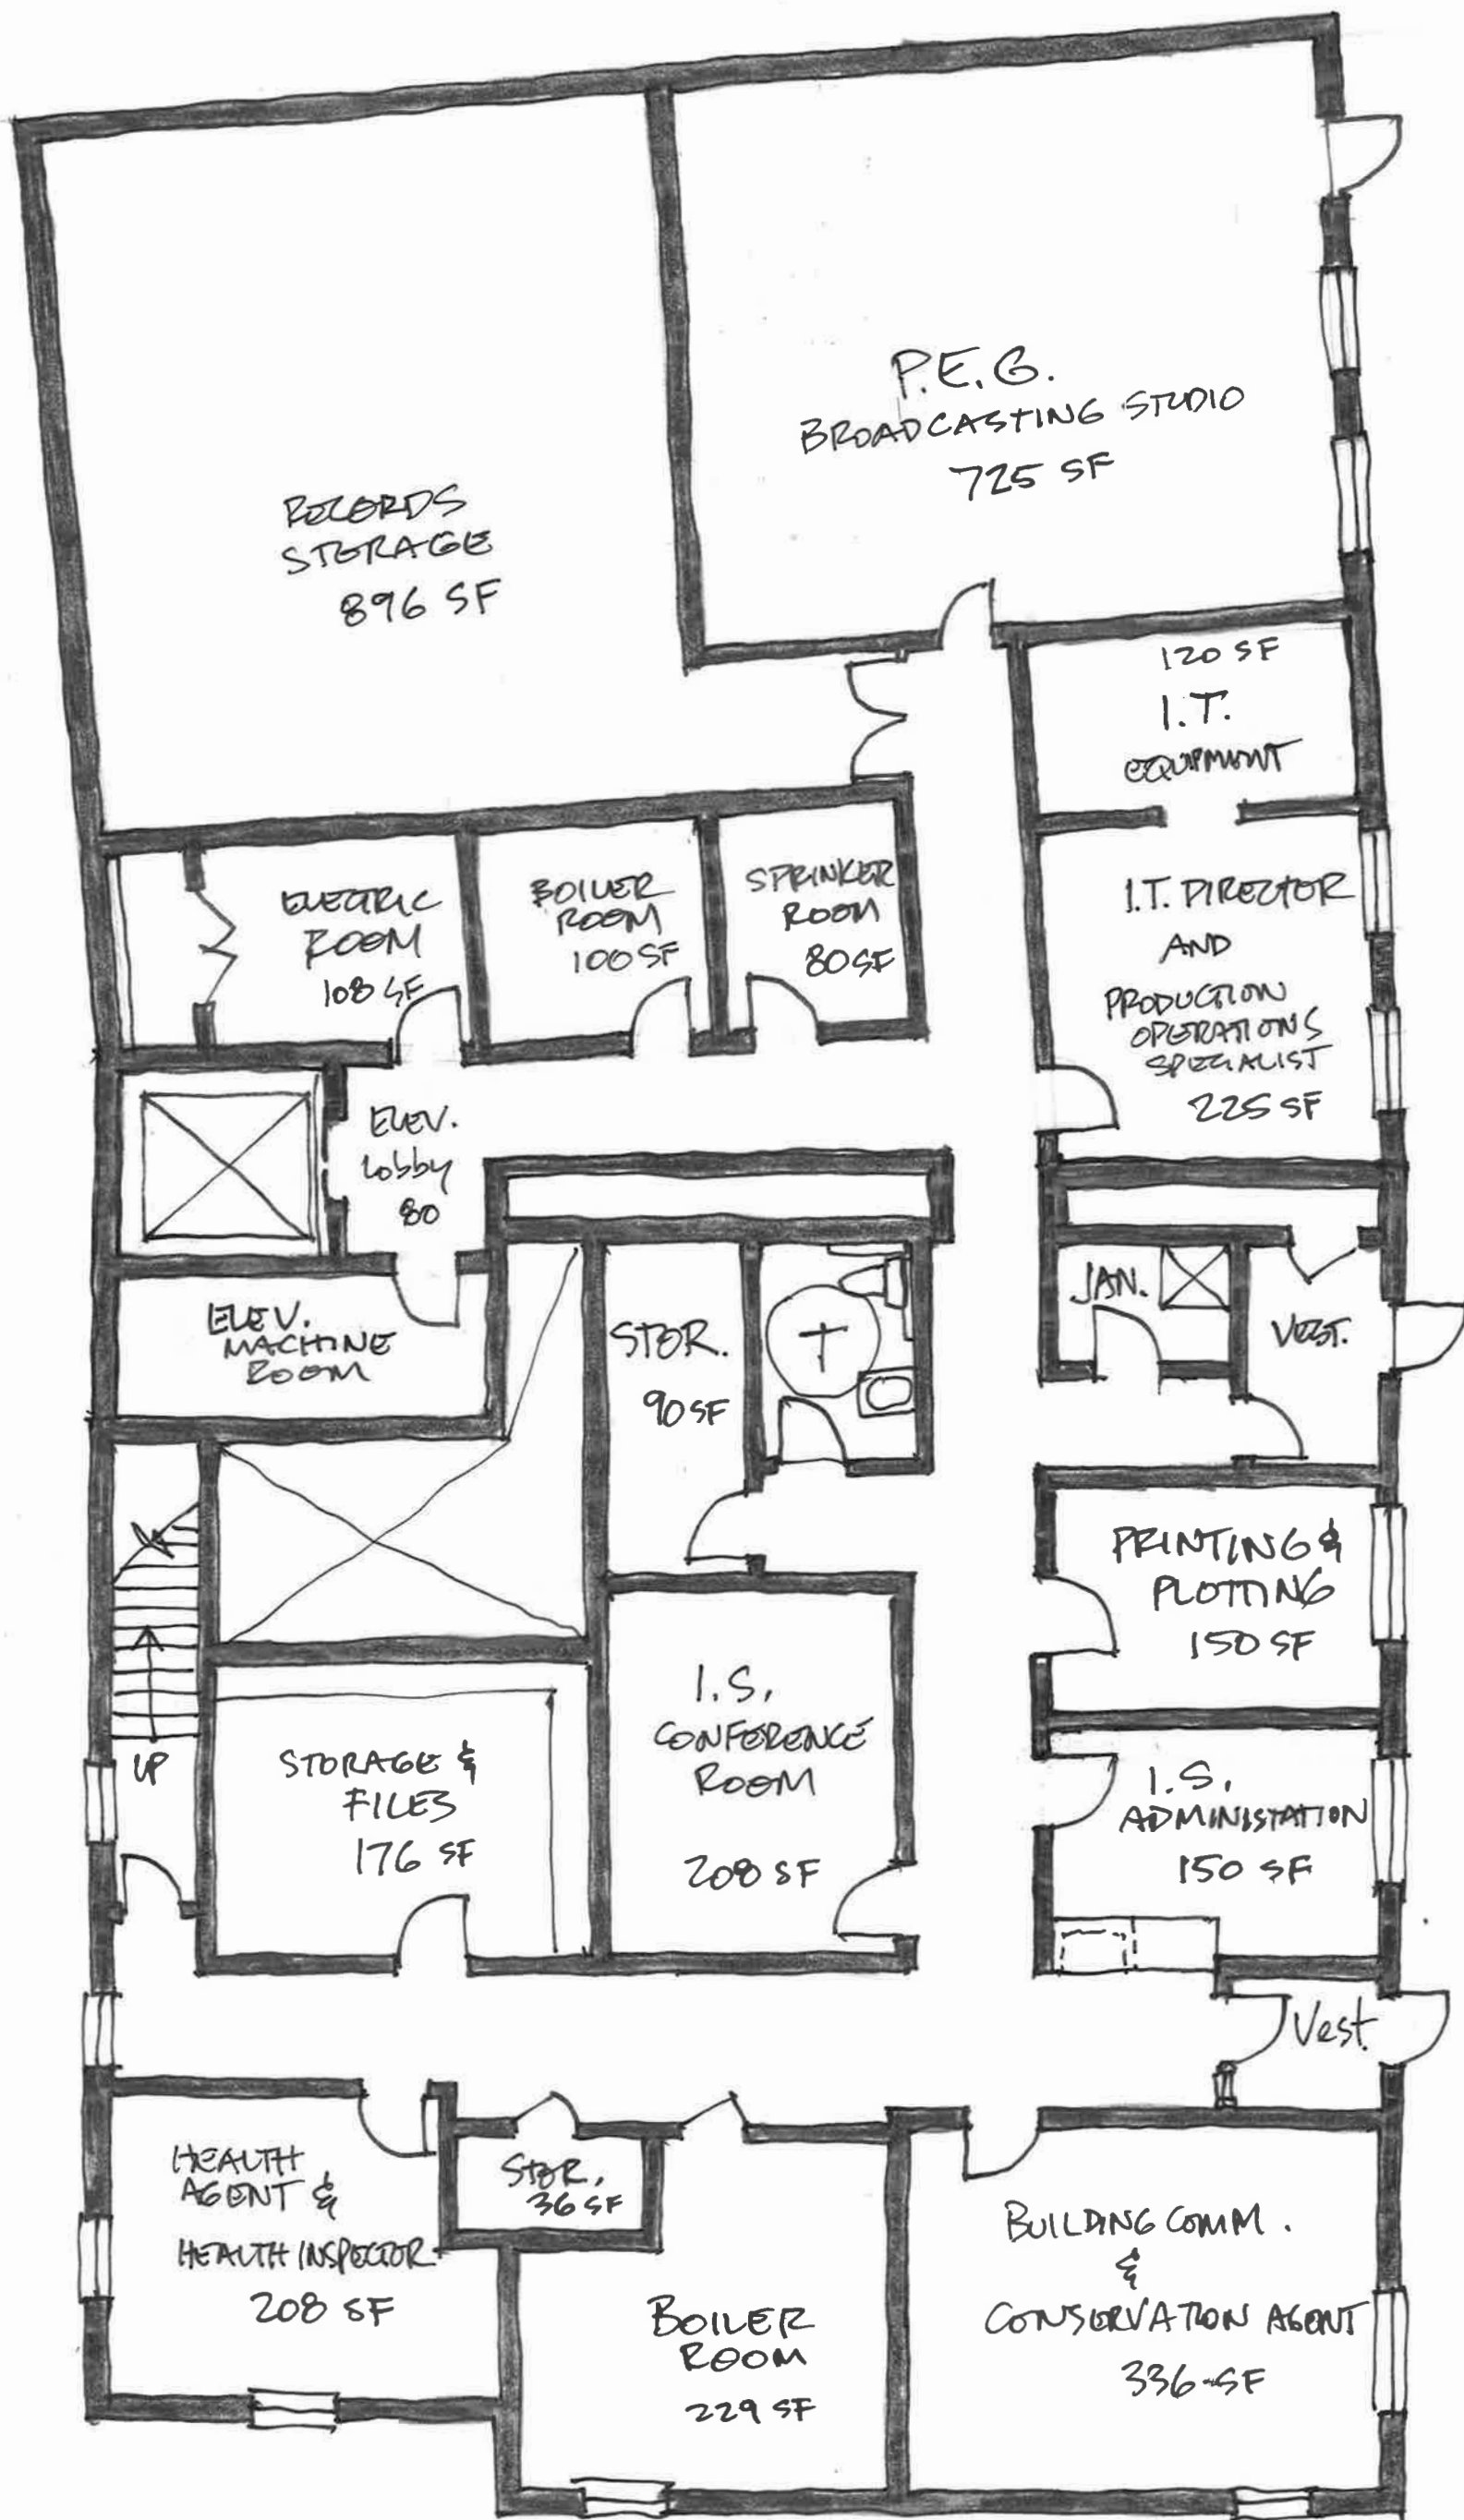 P.E.G.
BROADCASTING STUDIO
725 SF
RECORDS
STORAGE
896 SF
120 SF
I.T.
EQUIPMENT
ELECTRIC
ROOM
108 SF
BOILER
ROOM
100 SF
SPRINKER
ROOM
80 SF
I.T. DIRECTOR
AND
PRODUCTION
OPERATIONS
SPECIALIST
225 SF
ELEV.
Lobby
80
ELEV.
MACHINE
ROOM
STOR.
90 SF
JAN.
VEST.
PRINTING &
PLOTTING
150 SF
UP
STORAGE &
FILES
176 SF
I.S.
CONFERENCE
ROOM
208 SF
I.S.
ADMINISTATION
150 SF
Vest.
HEALTH
AGENT &
HEALTH INSPECTOR
208 SF
STOR.
36 SF
BOILER
ROOM
229 SF
BUILDING COMM.
&
CONSERVATION AGENT
336-SF